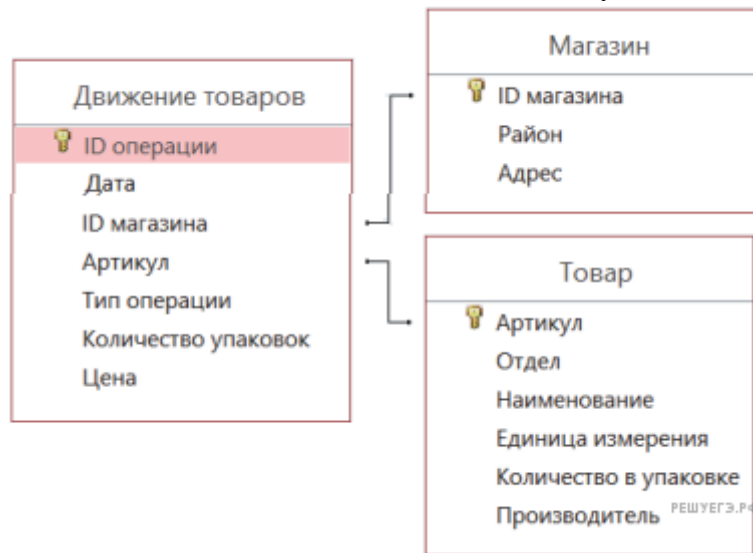 Движение товаров
ID операции
Дата
ID магазина
Артикул
Тип операции
Количество упаковок
Цена
Магазин
ID магазина
Район
Адрес
Товар
Артикул
Отдел
Наименование
Единица измерения
Количество в упаковке
Производитель
РЕШУЕГЭ.РФ